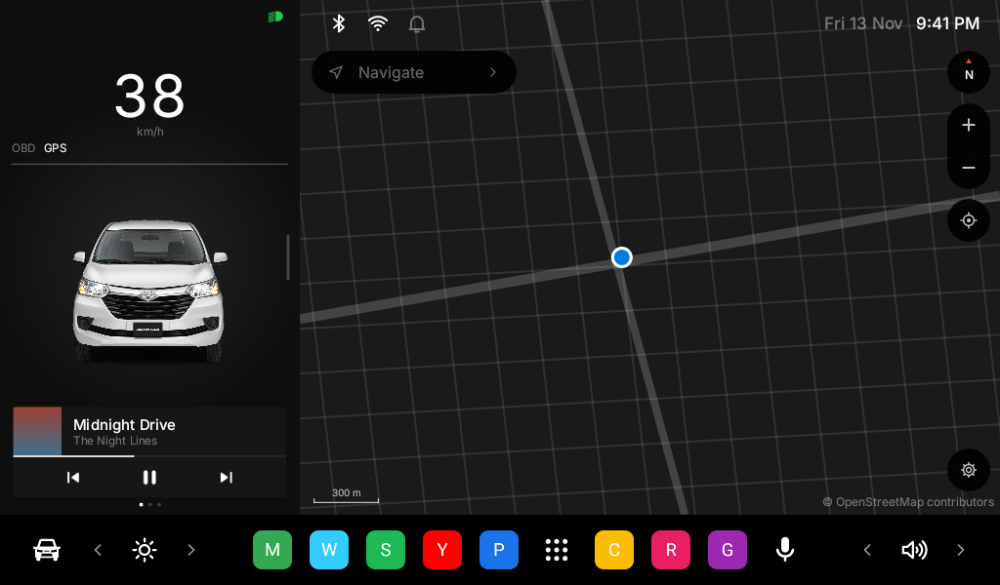 Fri 13 Nov 9:41 PM
38
km/h
OBD GPS
Navigate
N
Midnight Drive
The Night Lines
300 m
© OpenStreetMap contributors
M W S Y P C R G